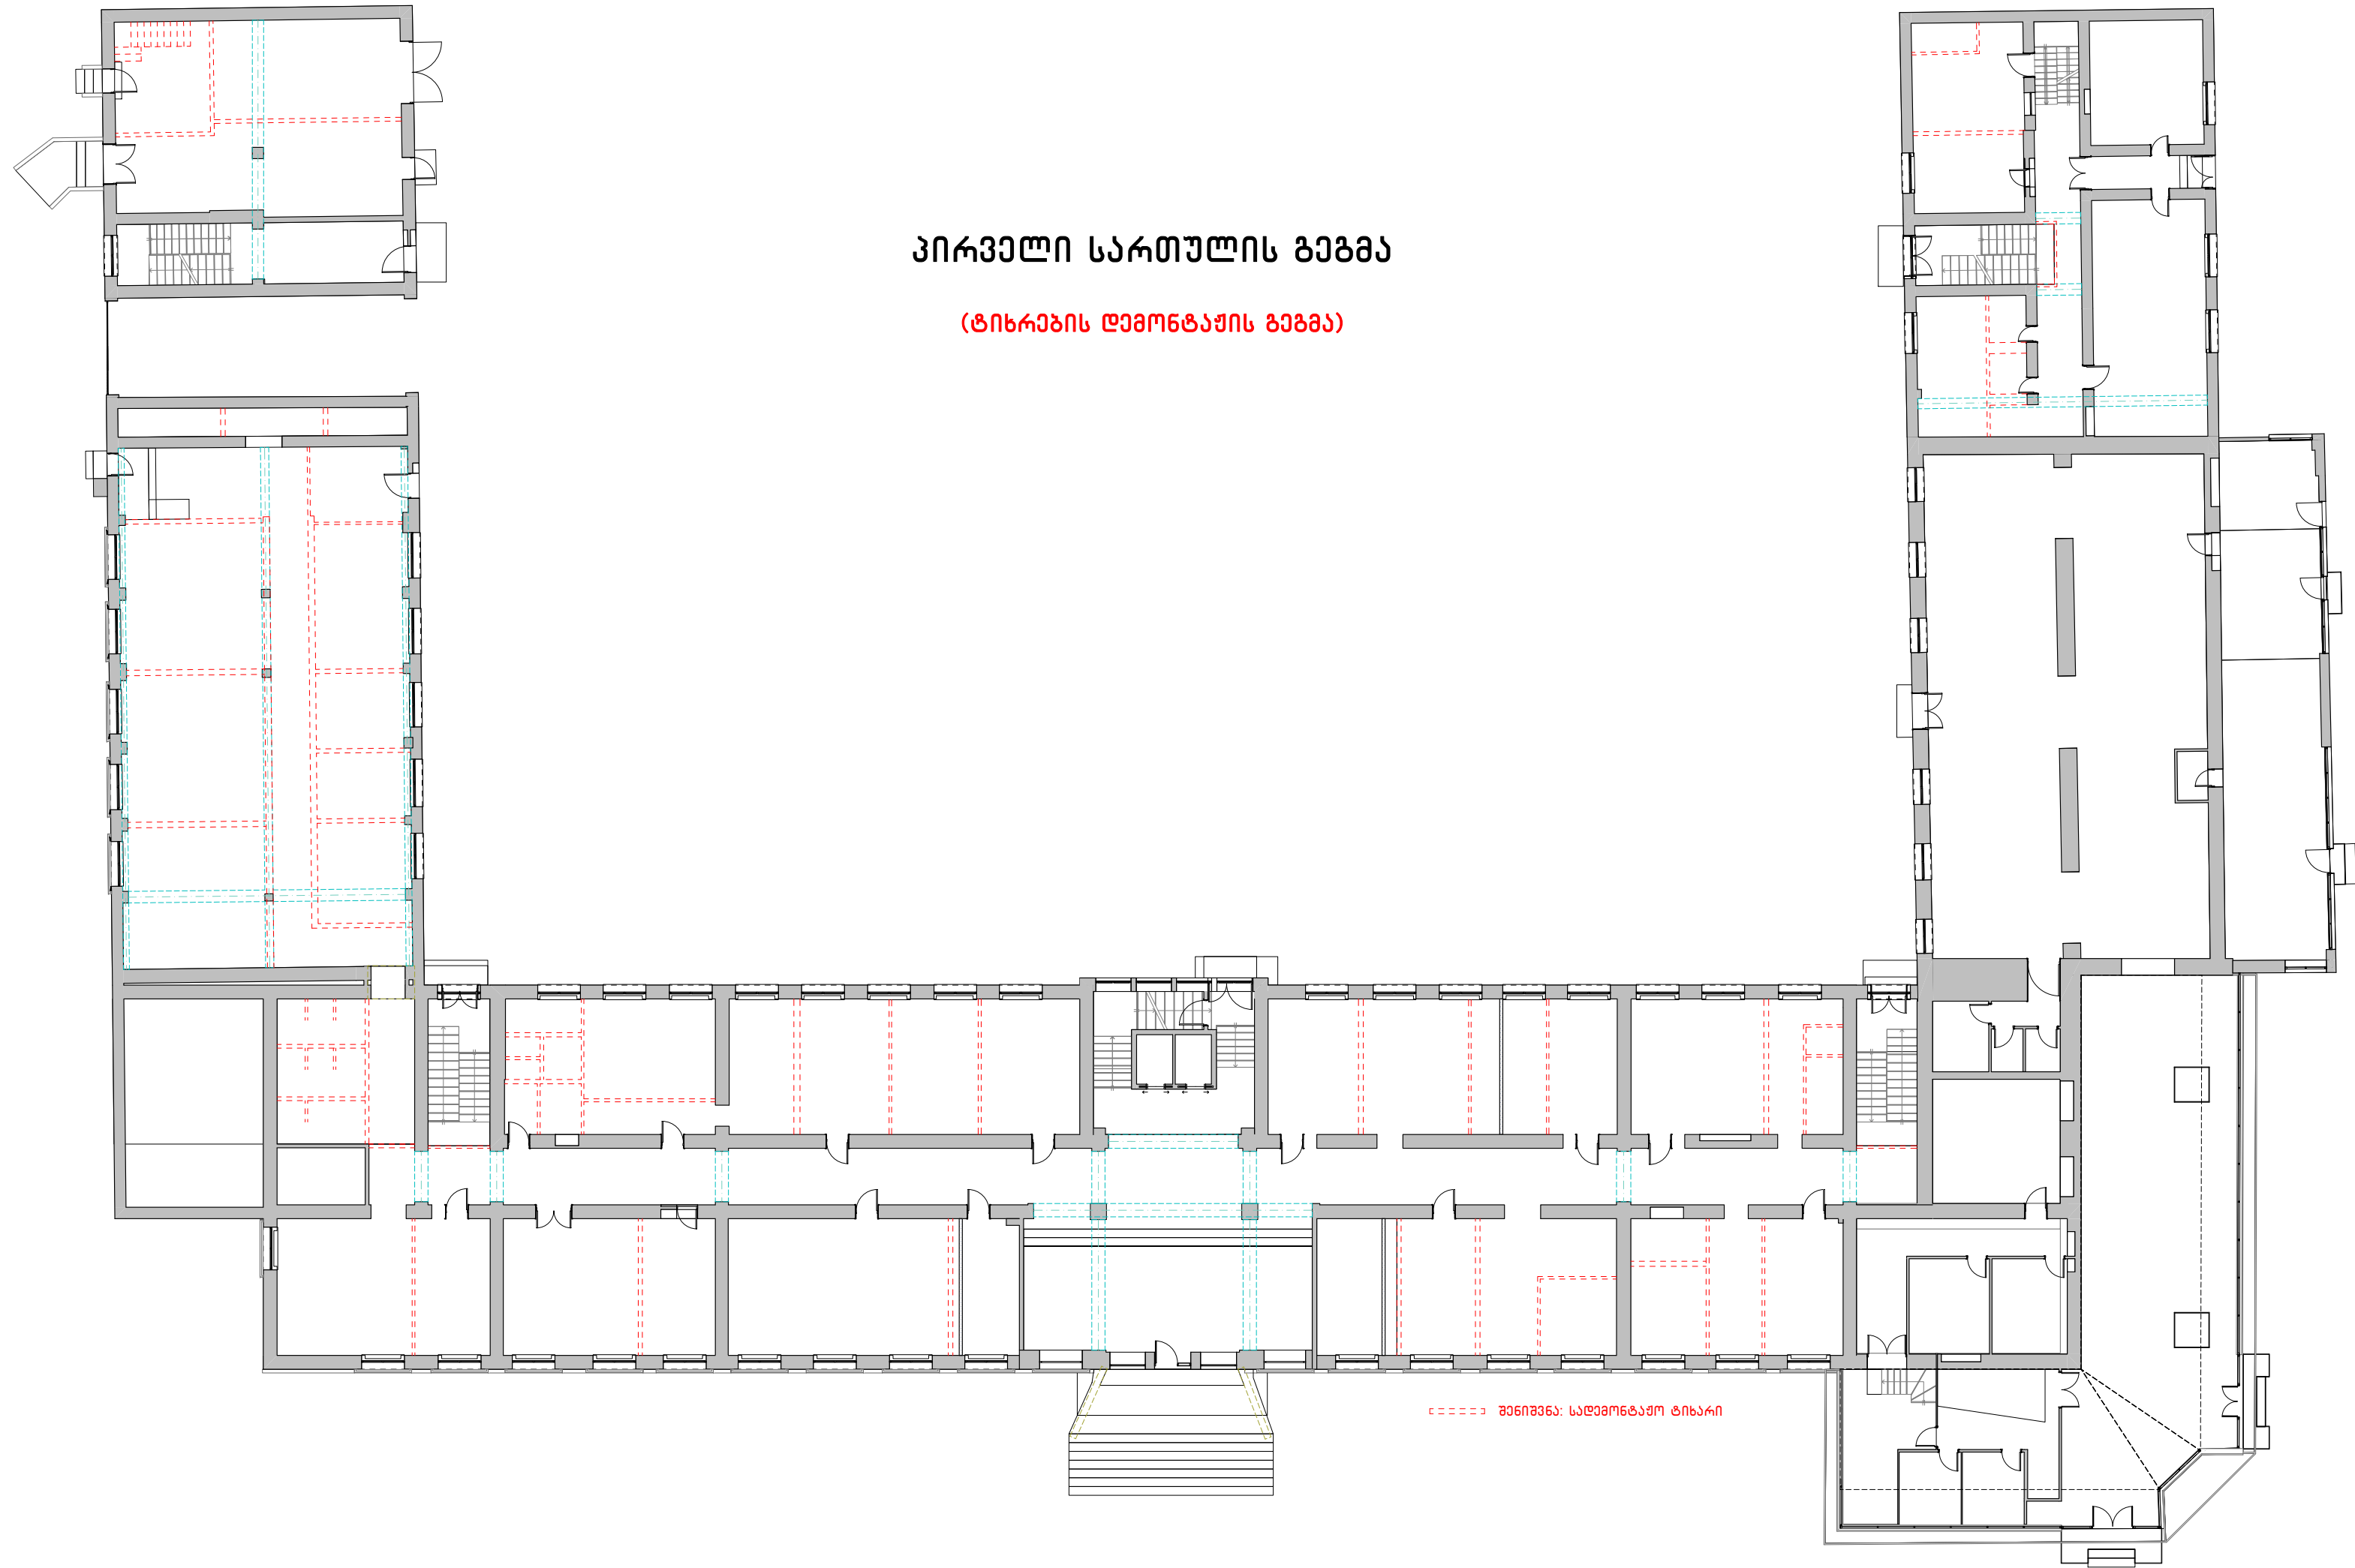 პირველი სართულის გეგმა
(ტიხრების დემონტაჟის გეგმა)
შენიშვნა: სადემონტაჟო ტიხარი